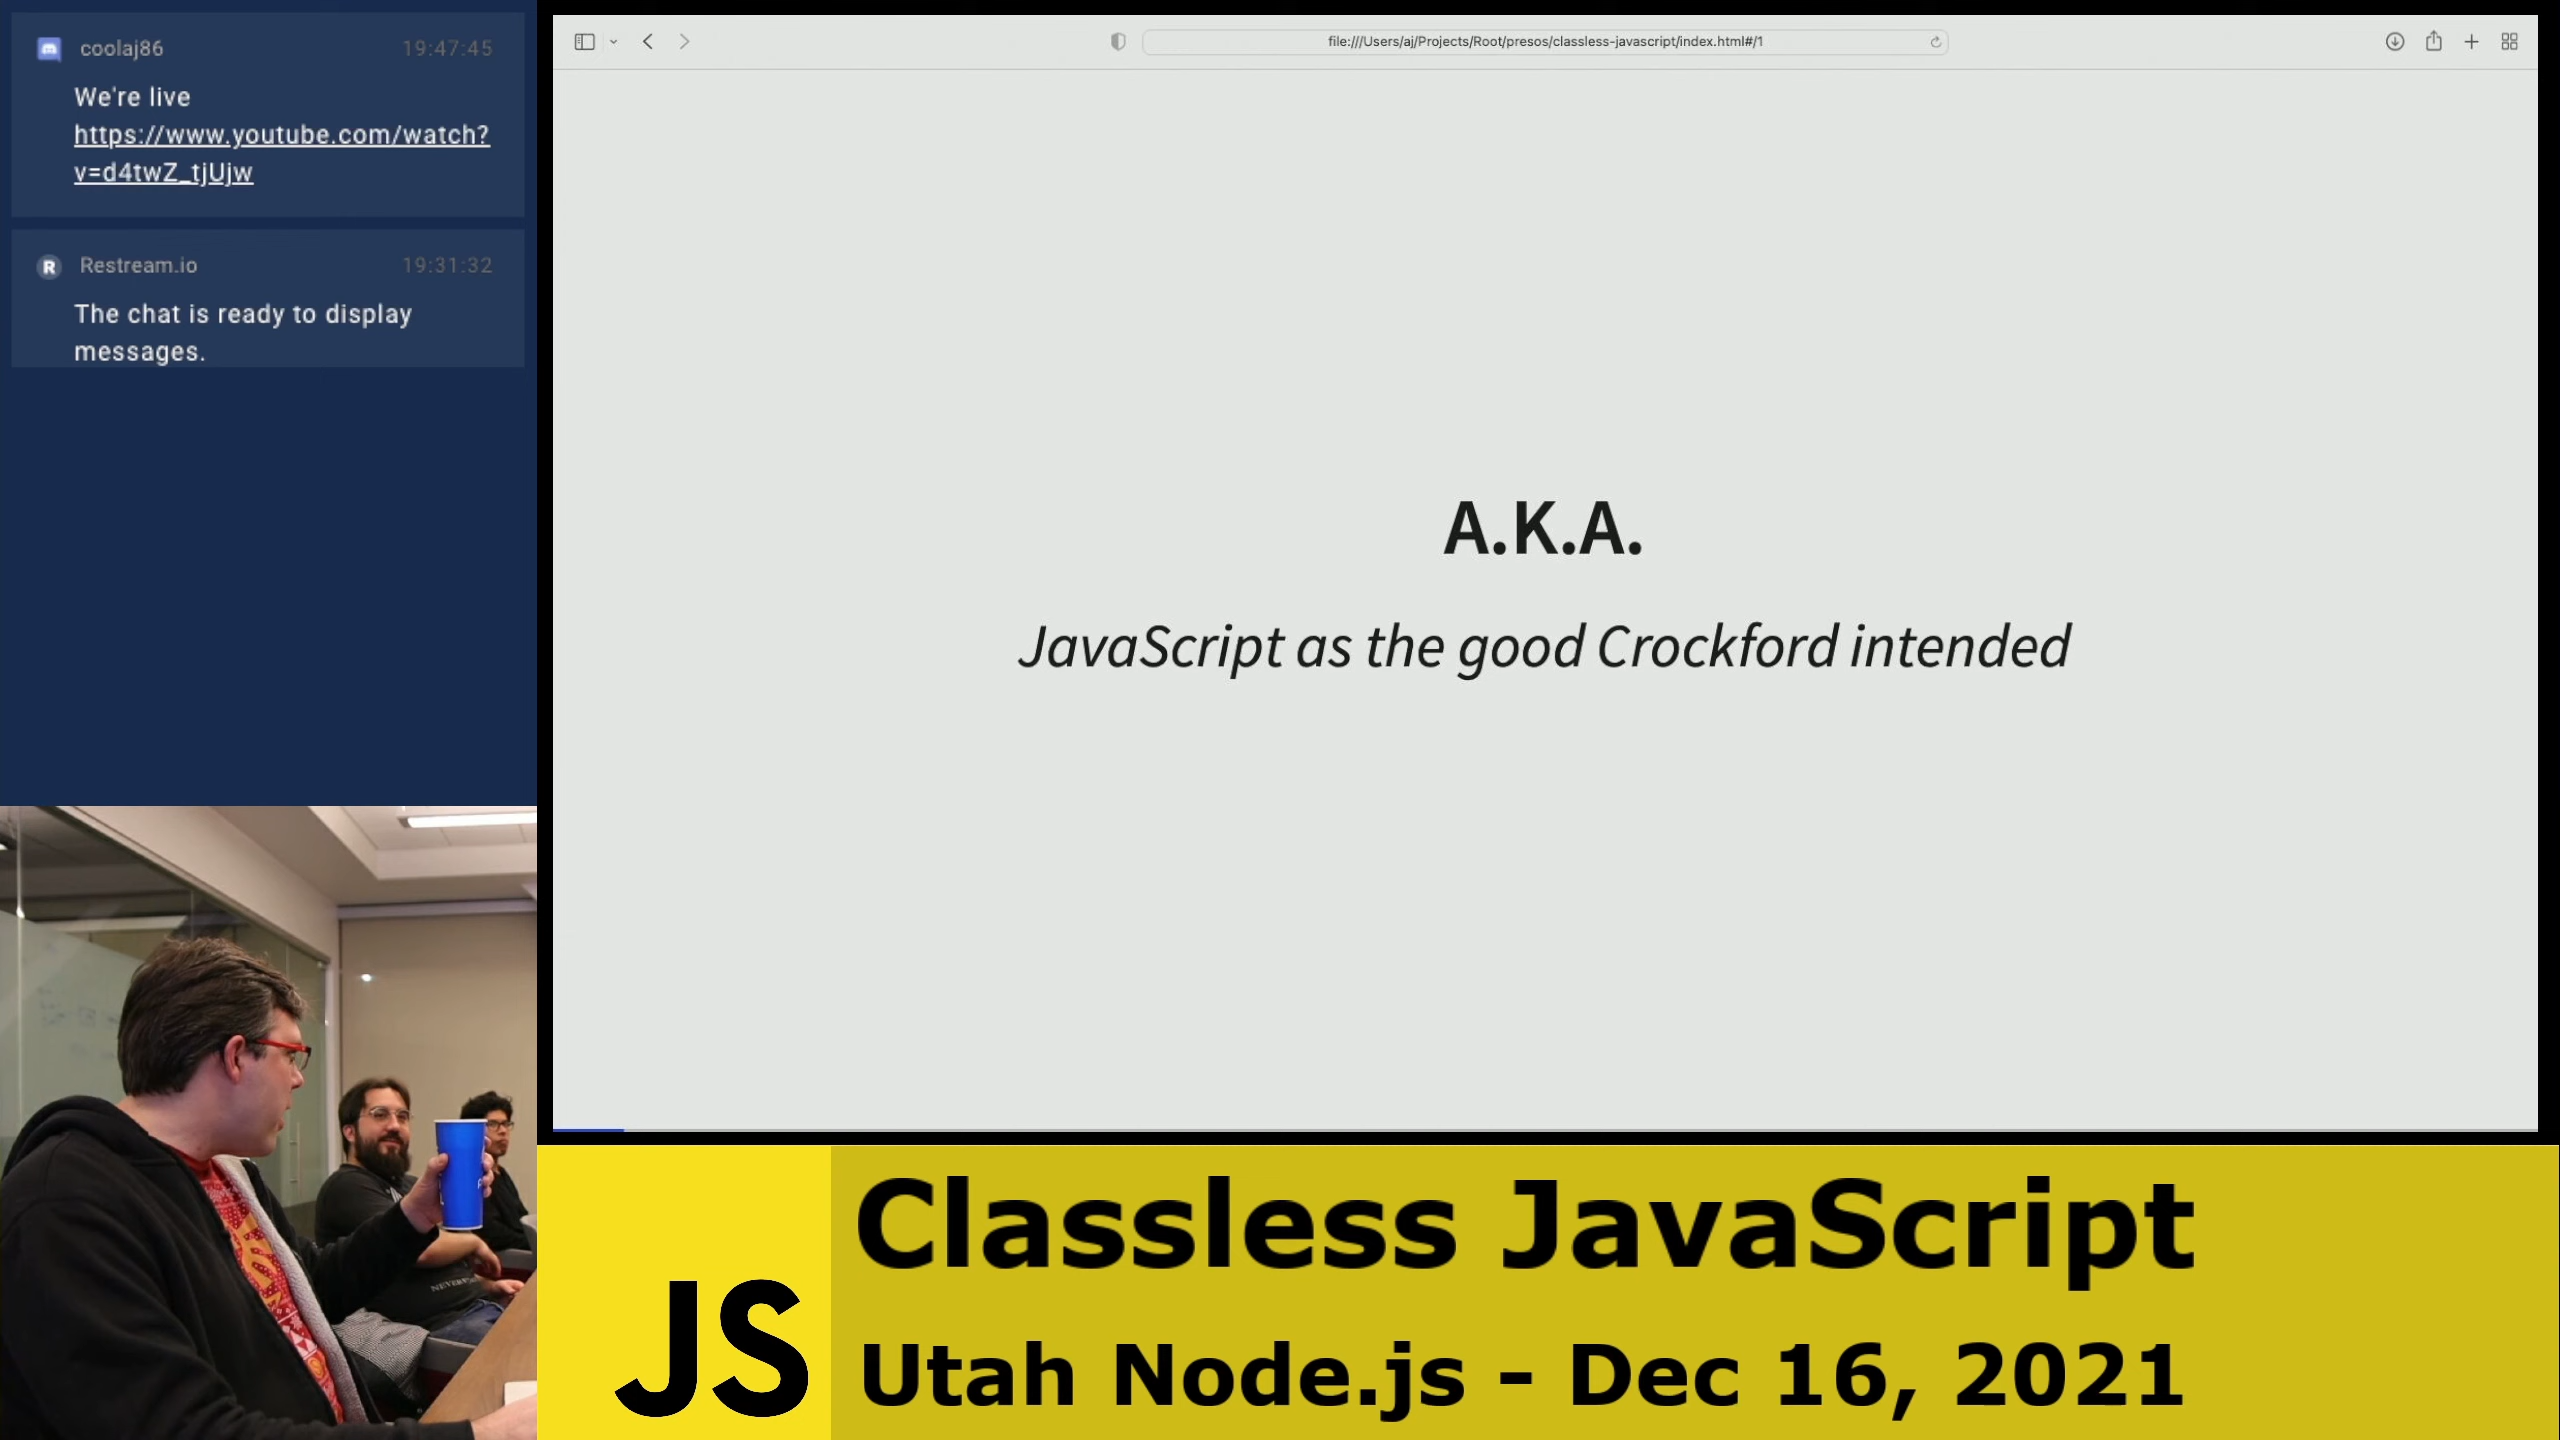 coolaj86 19:47:45
We're live
https://www.youtube.com/watch?
v=d4twZ_tjUjw
R Restream.io 19:31:32
The chat is ready to display
messages.
file:///Users/aj/Projects/Root/presos/classless-javascript/index.html#/1
A.K.A.
JavaScript as the good Crockford intended
JS
Classless JavaScript
Utah Node.js - Dec 16, 2021